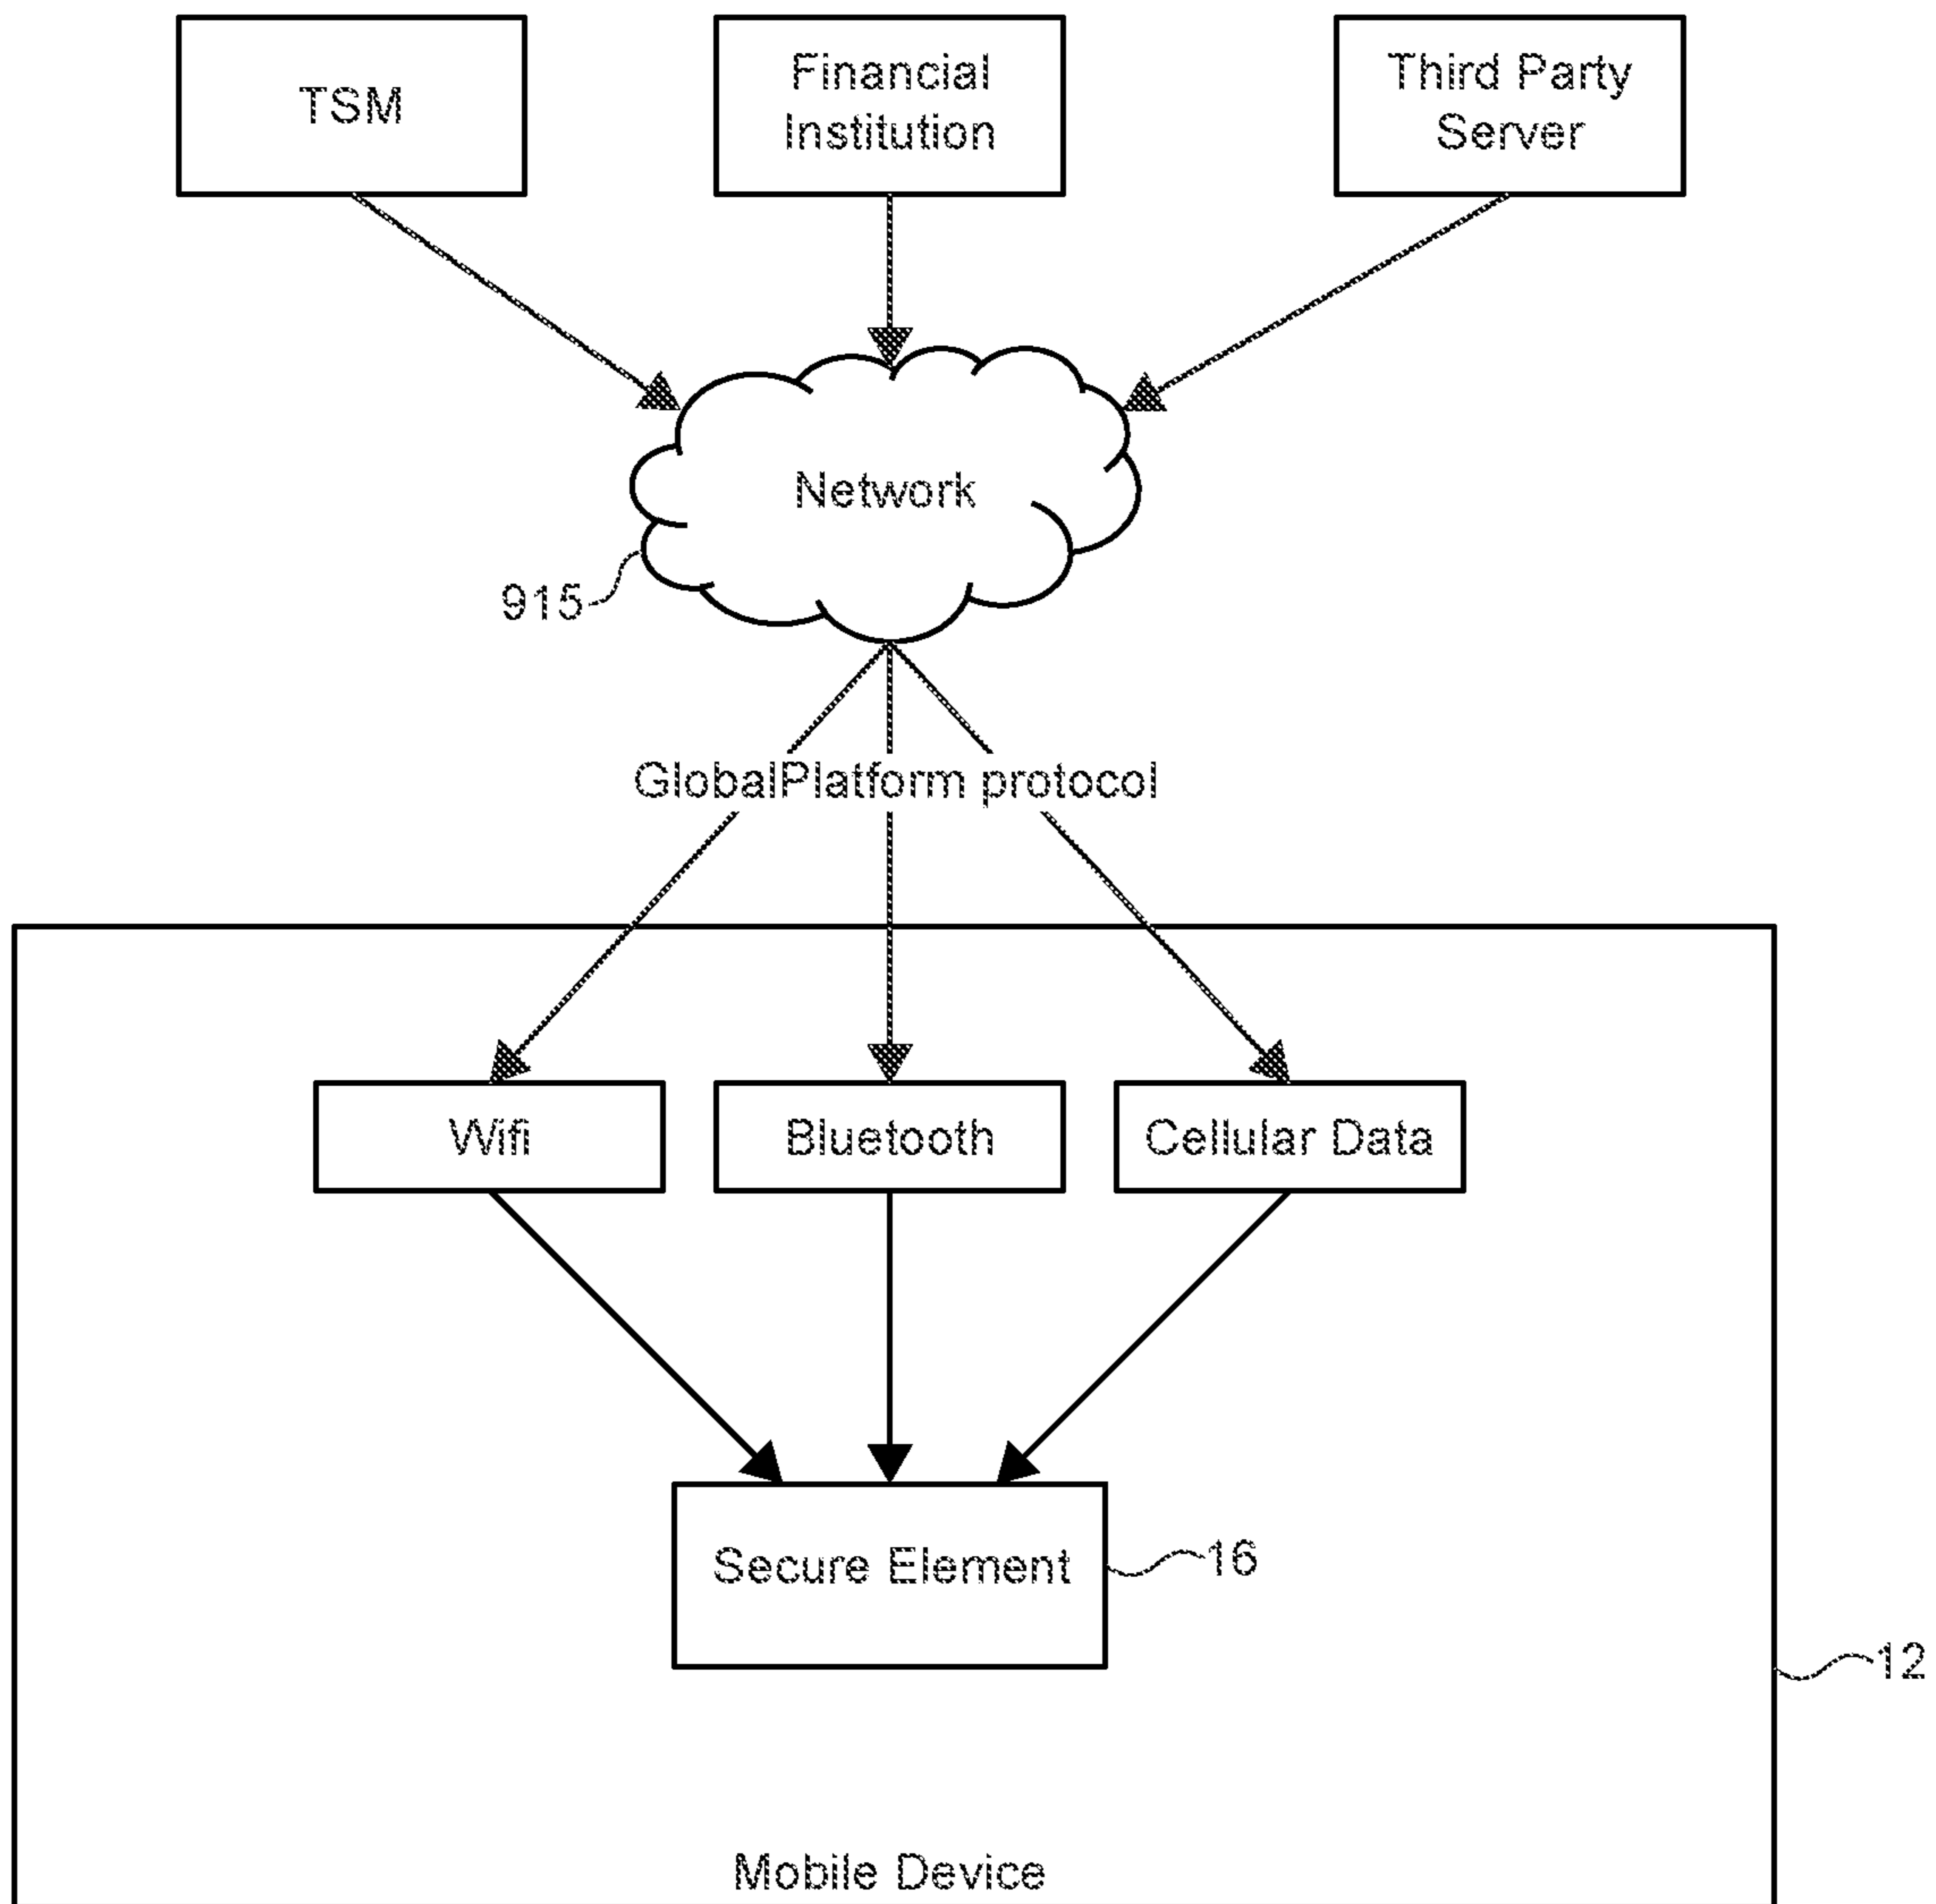 TSM
Financial
Institution
Third Party
Server
Network
915
GlobalPlatform protocol
Wifi
Bluetooth
Cellular Data
Secure Element
16
12
Mobile Device